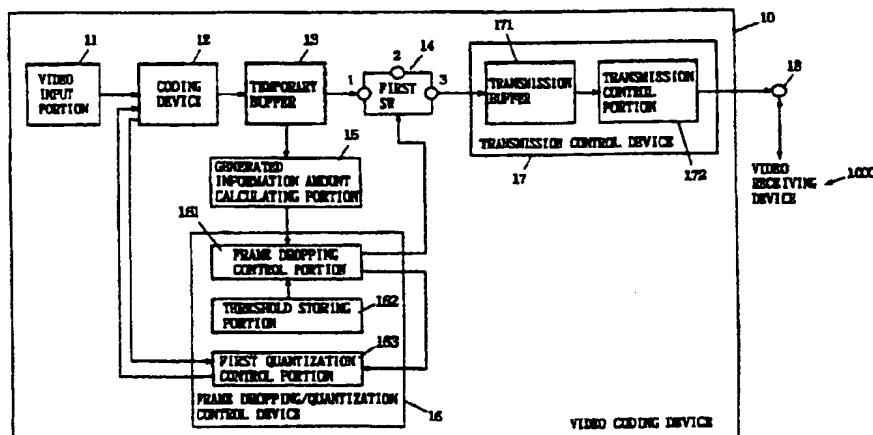 10
11
12
13
14
171
VIDEO
INPUT
PORTION
CODING
DEVICE
TEMPORARY
BUFFER
1
2
3
FIRST
SW
TRANSMISSION
BUFFER
TRANSMISSION
CONTROL
PORTION
18
TRANSMISSION CONTROL DEVICE
17
172
VIDEO
RECEIVING
DEVICE
1000
15
GENERATED
INFORMATION AMOUNT
CALCULATING PORTION
161
FRAME DROPPING
CONTROL PORTION
162
THRESHOLD STORING
PORTION
163
FIRST QUANTIZATION
CONTROL PORTION
FRAME DROPPING/QUANTIZATION
CONTROL DEVICE
16
VIDEO CODING DEVICE